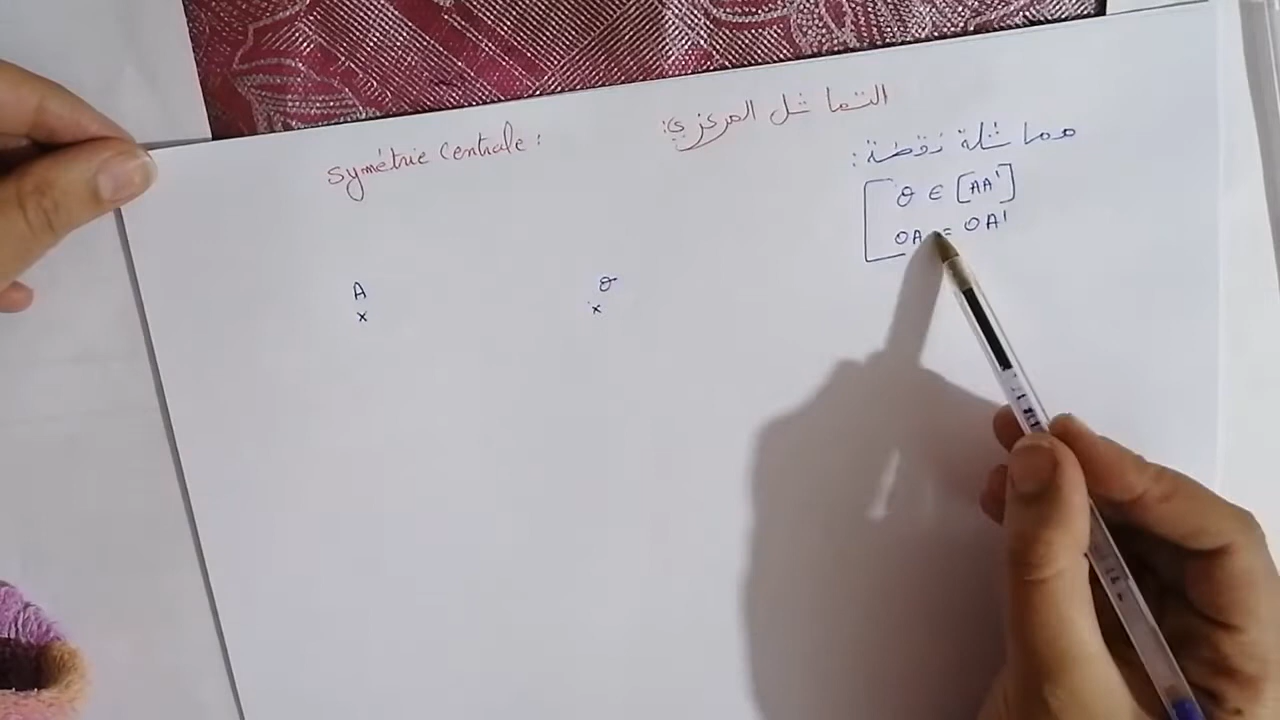 Symétrie Centrale :
التماثل المركزي:
مماثلة نقطة :
O ∈ [AA']
OA = OA'
A
x
O
x